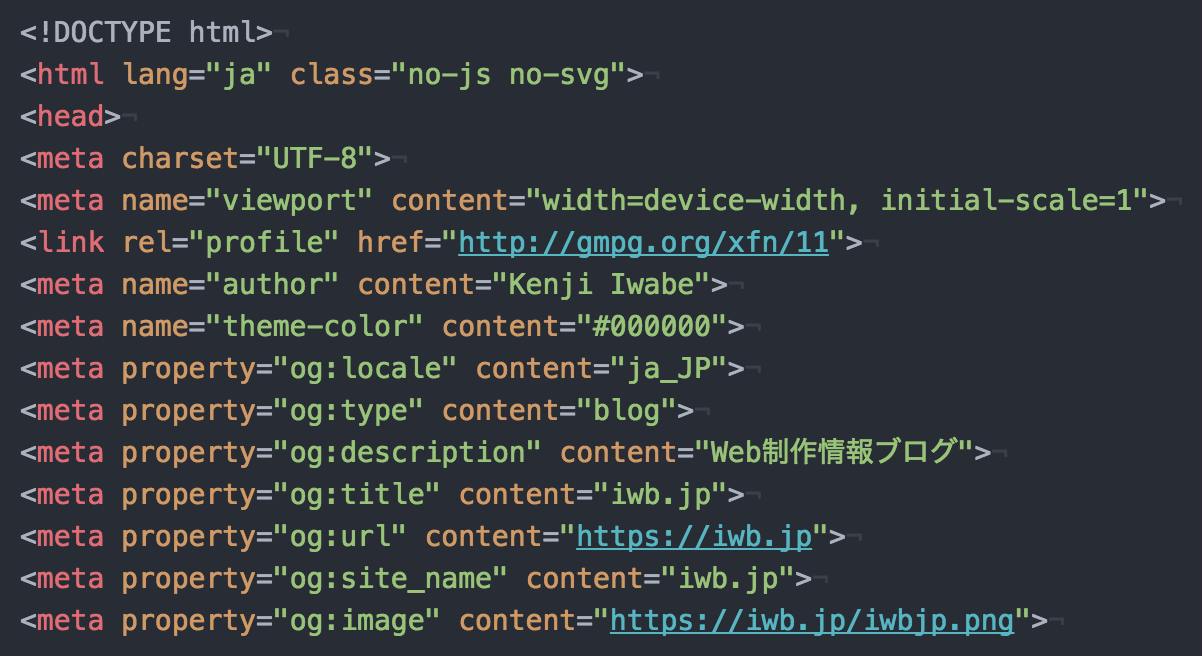 <!DOCTYPE html>¬
<html lang="ja" class="no-js no-svg">¬
<head>¬
<meta charset="UTF-8">¬
<meta name="viewport" content="width=device-width, initial-scale=1">¬
<link rel="profile" href="http://gmpg.org/xfn/11">¬
<meta name="author" content="Kenji Iwabe">¬
<meta name="theme-color" content="#000000">¬
<meta property="og:locale" content="ja_JP">¬
<meta property="og:type" content="blog">¬
<meta property="og:description" content="Web制作情報ブログ">¬
<meta property="og:title" content="iwb.jp">¬
<meta property="og:url" content="https://iwb.jp">¬
<meta property="og:site_name" content="iwb.jp">¬
<meta property="og:image" content="https://iwb.jp/iwbjp.png">¬